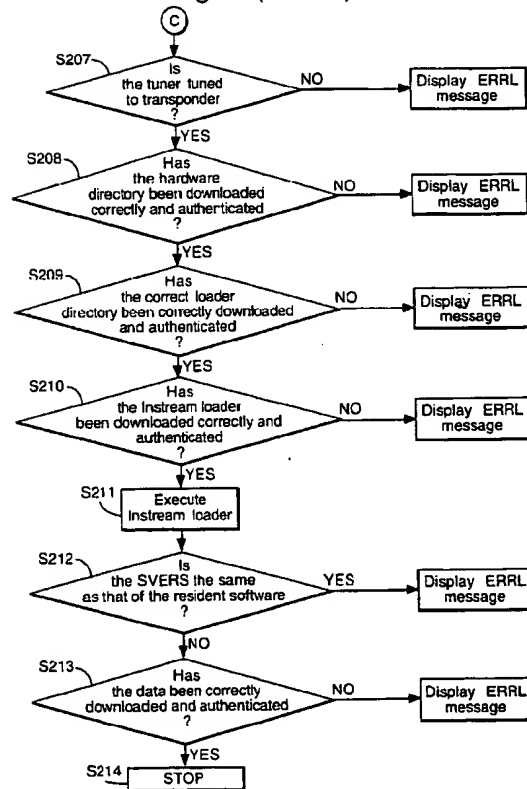 C
S207
Is
the tuner tuned
to transponder
?
NO
Display ERRL
message
YES
S208
Has
the hardware
directory been downloaded
correctly and authenticated
?
NO
Display ERRL
message
YES
S209
Has
the correct loader
directory been correctly downloaded
and authenticated
?
NO
Display ERRL
message
YES
S210
Has
the Instream loader
been downloaded correctly and
authenticated
?
NO
Display ERRL
message
YES
S211
Execute
Instream loader
S212
Is
the SVERS the same
as that of the resident software
?
YES
Display ERRL
message
NO
S213
Has
the data been correctly
downloaded and authenticated
?
NO
Display ERRL
message
YES
S214
STOP